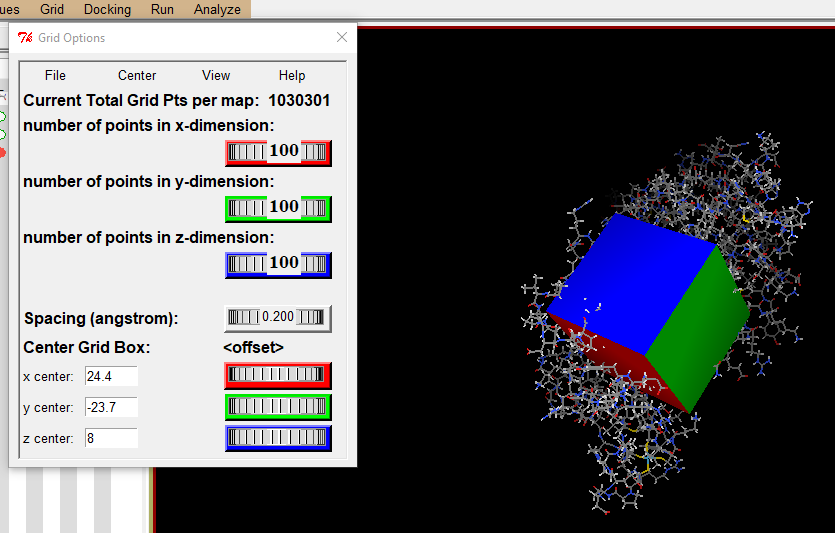 ues Grid Docking Run Analyze
Grid Options
File Center View Help
Current Total Grid Pts per map: 1030301
number of points in x-dimension:
100
number of points in y-dimension:
100
number of points in z-dimension:
100
Spacing (angstrom): 0.200
Center Grid Box: <offset>
x center: 24.4
y center: -23.7
z center: 8